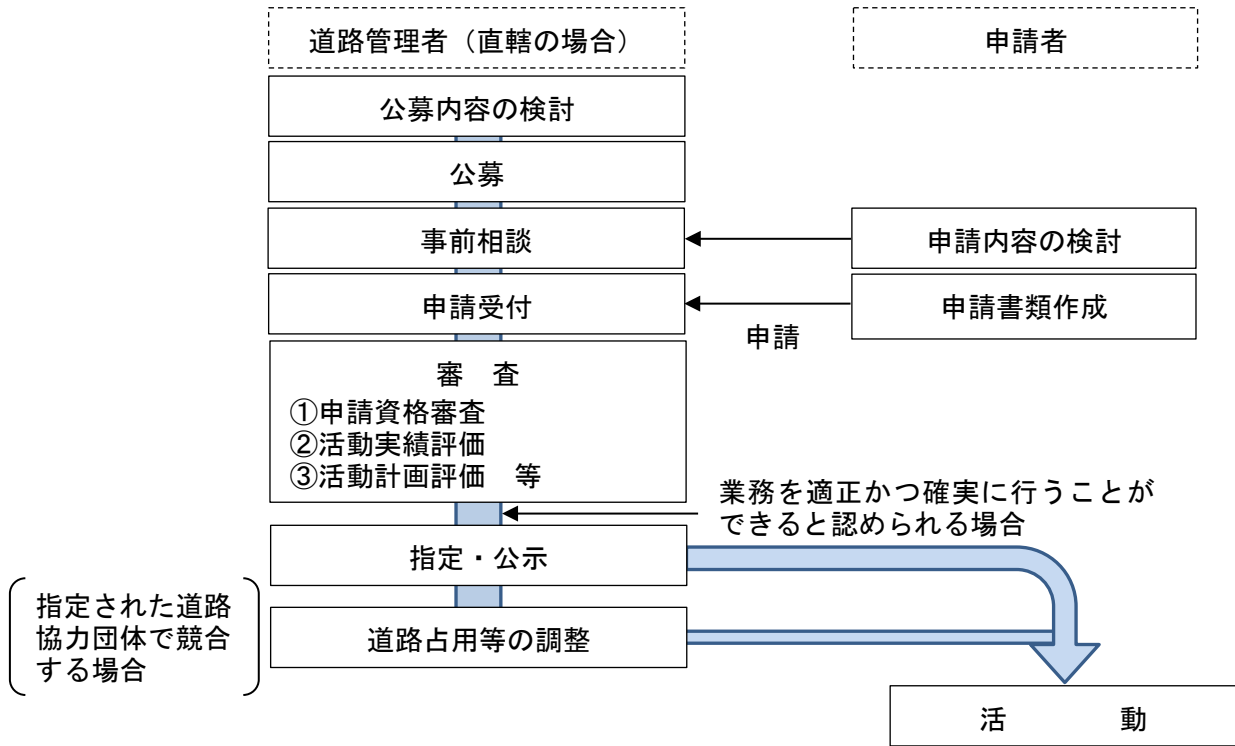 道路管理者（直轄の場合）
申請者
公募内容の検討
公募
事前相談
申請内容の検討
申請受付
申請書類作成
申請
審　査
①申請資格審査
②活動実績評価
③活動計画評価　等
業務を適正かつ確実に行うことが
できると認められる場合
指定・公示
指定された道路
協力団体で競合
する場合
道路占用等の調整
活　　　動